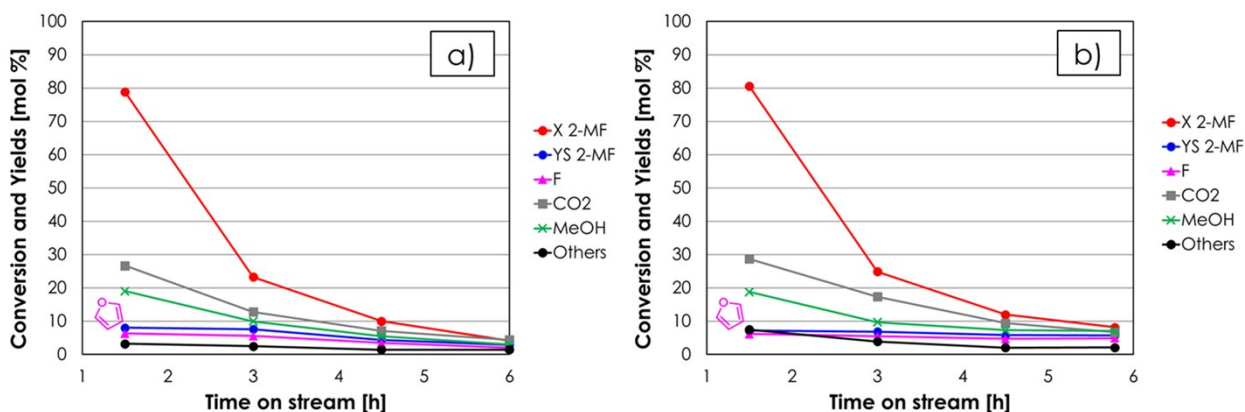 a)
Conversion and Yields [mol %]
100
90
80
70
60
50
40
30
20
10
0
O
1
2
3
4
5
6
Time on stream [h]
X 2-MF
YS 2-MF
F
CO2
MeOH
Others
b)
Conversion and Yields [mol %]
100
90
80
70
60
50
40
30
20
10
0
O
1
2
3
4
5
6
Time on stream [h]
X 2-MF
YS 2-MF
F
CO2
MeOH
Others